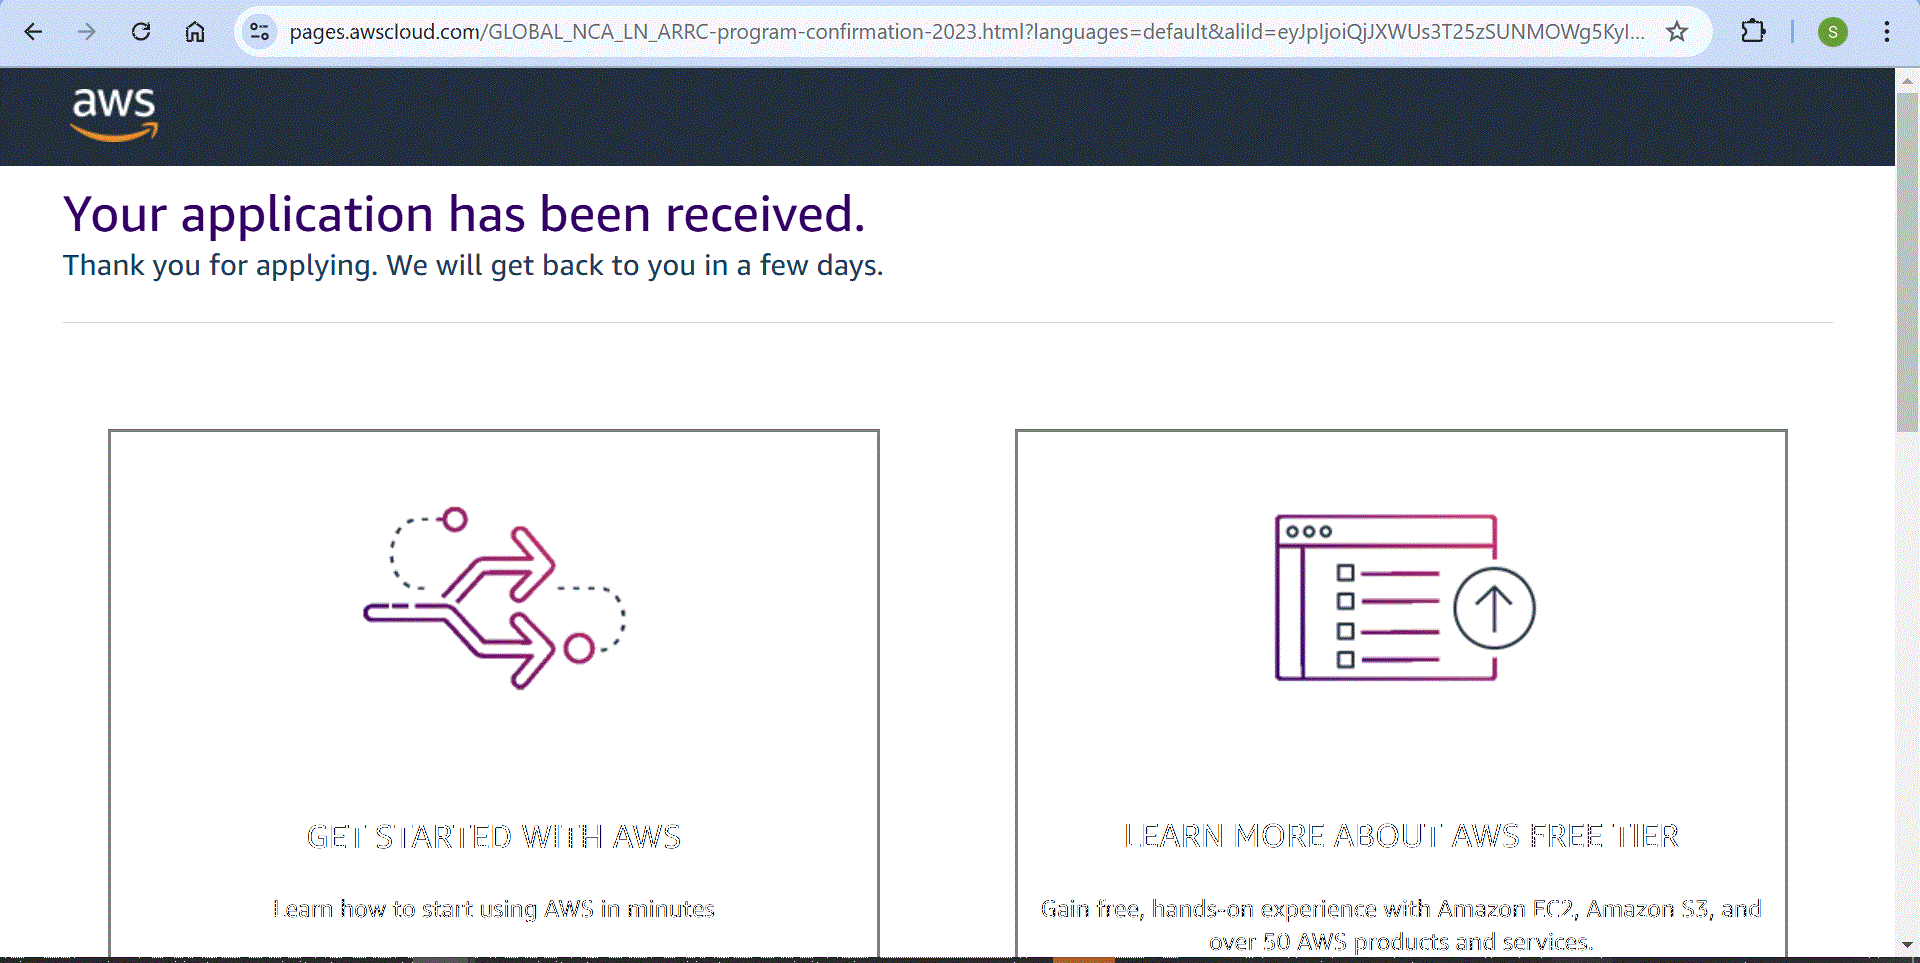 pages.awscloud.com/GLOBAL_NCA_LN_ARRC-program-confirmation-2023.html?languages=default&aliId=eyJpIjoiQjJXWUs3T25zSUNMOWg5KyI...
S
aws
Your application has been received.
Thank you for applying. We will get back to you in a few days.
GET STARTED WITH AWS
Learn how to start using AWS in minutes
LEARN MORE ABOUT AWS FREE TIER
Gain free, hands-on experience with Amazon EC2, Amazon S3, and
over 50 AWS products and services.